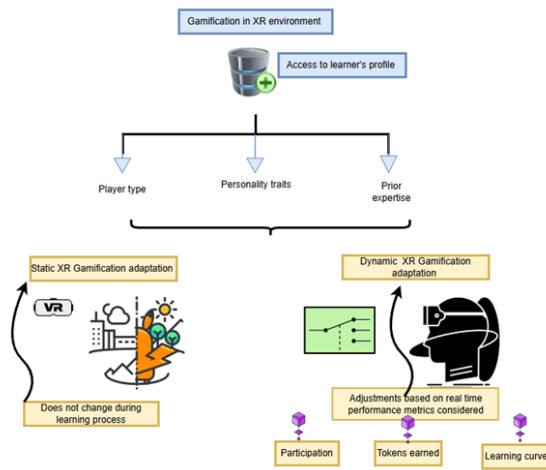 Gamification in XR environment
Access to learner's profile
Player type
Personality traits
Prior
expertise
Static XR Gamification adaptation
Dynamic XR Gamification
adaptation
VR
Does not change during
learning process
Adjustments based on real time
performance metrics considered
Participation
Tokens earned
Learning curve